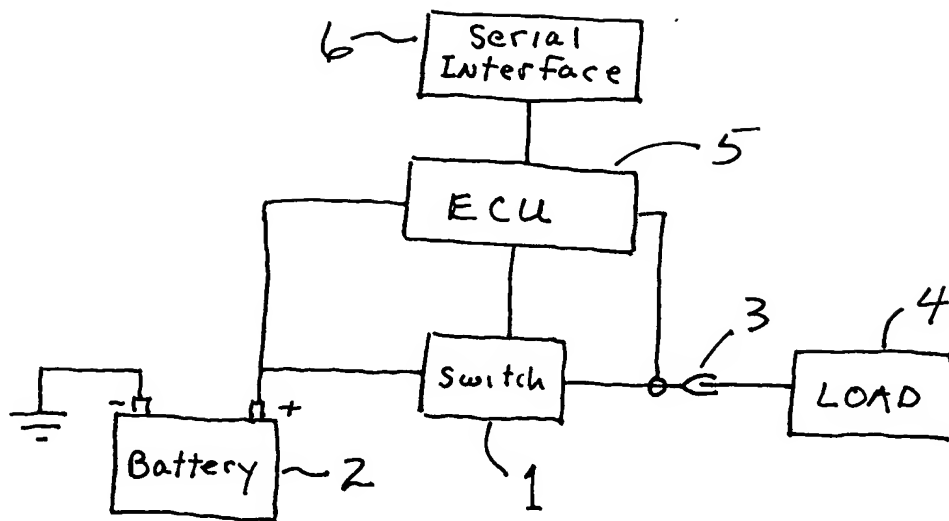 6
Serial
Interface
5
ECU
3
4
Switch
LOAD
- +
Battery
2
1